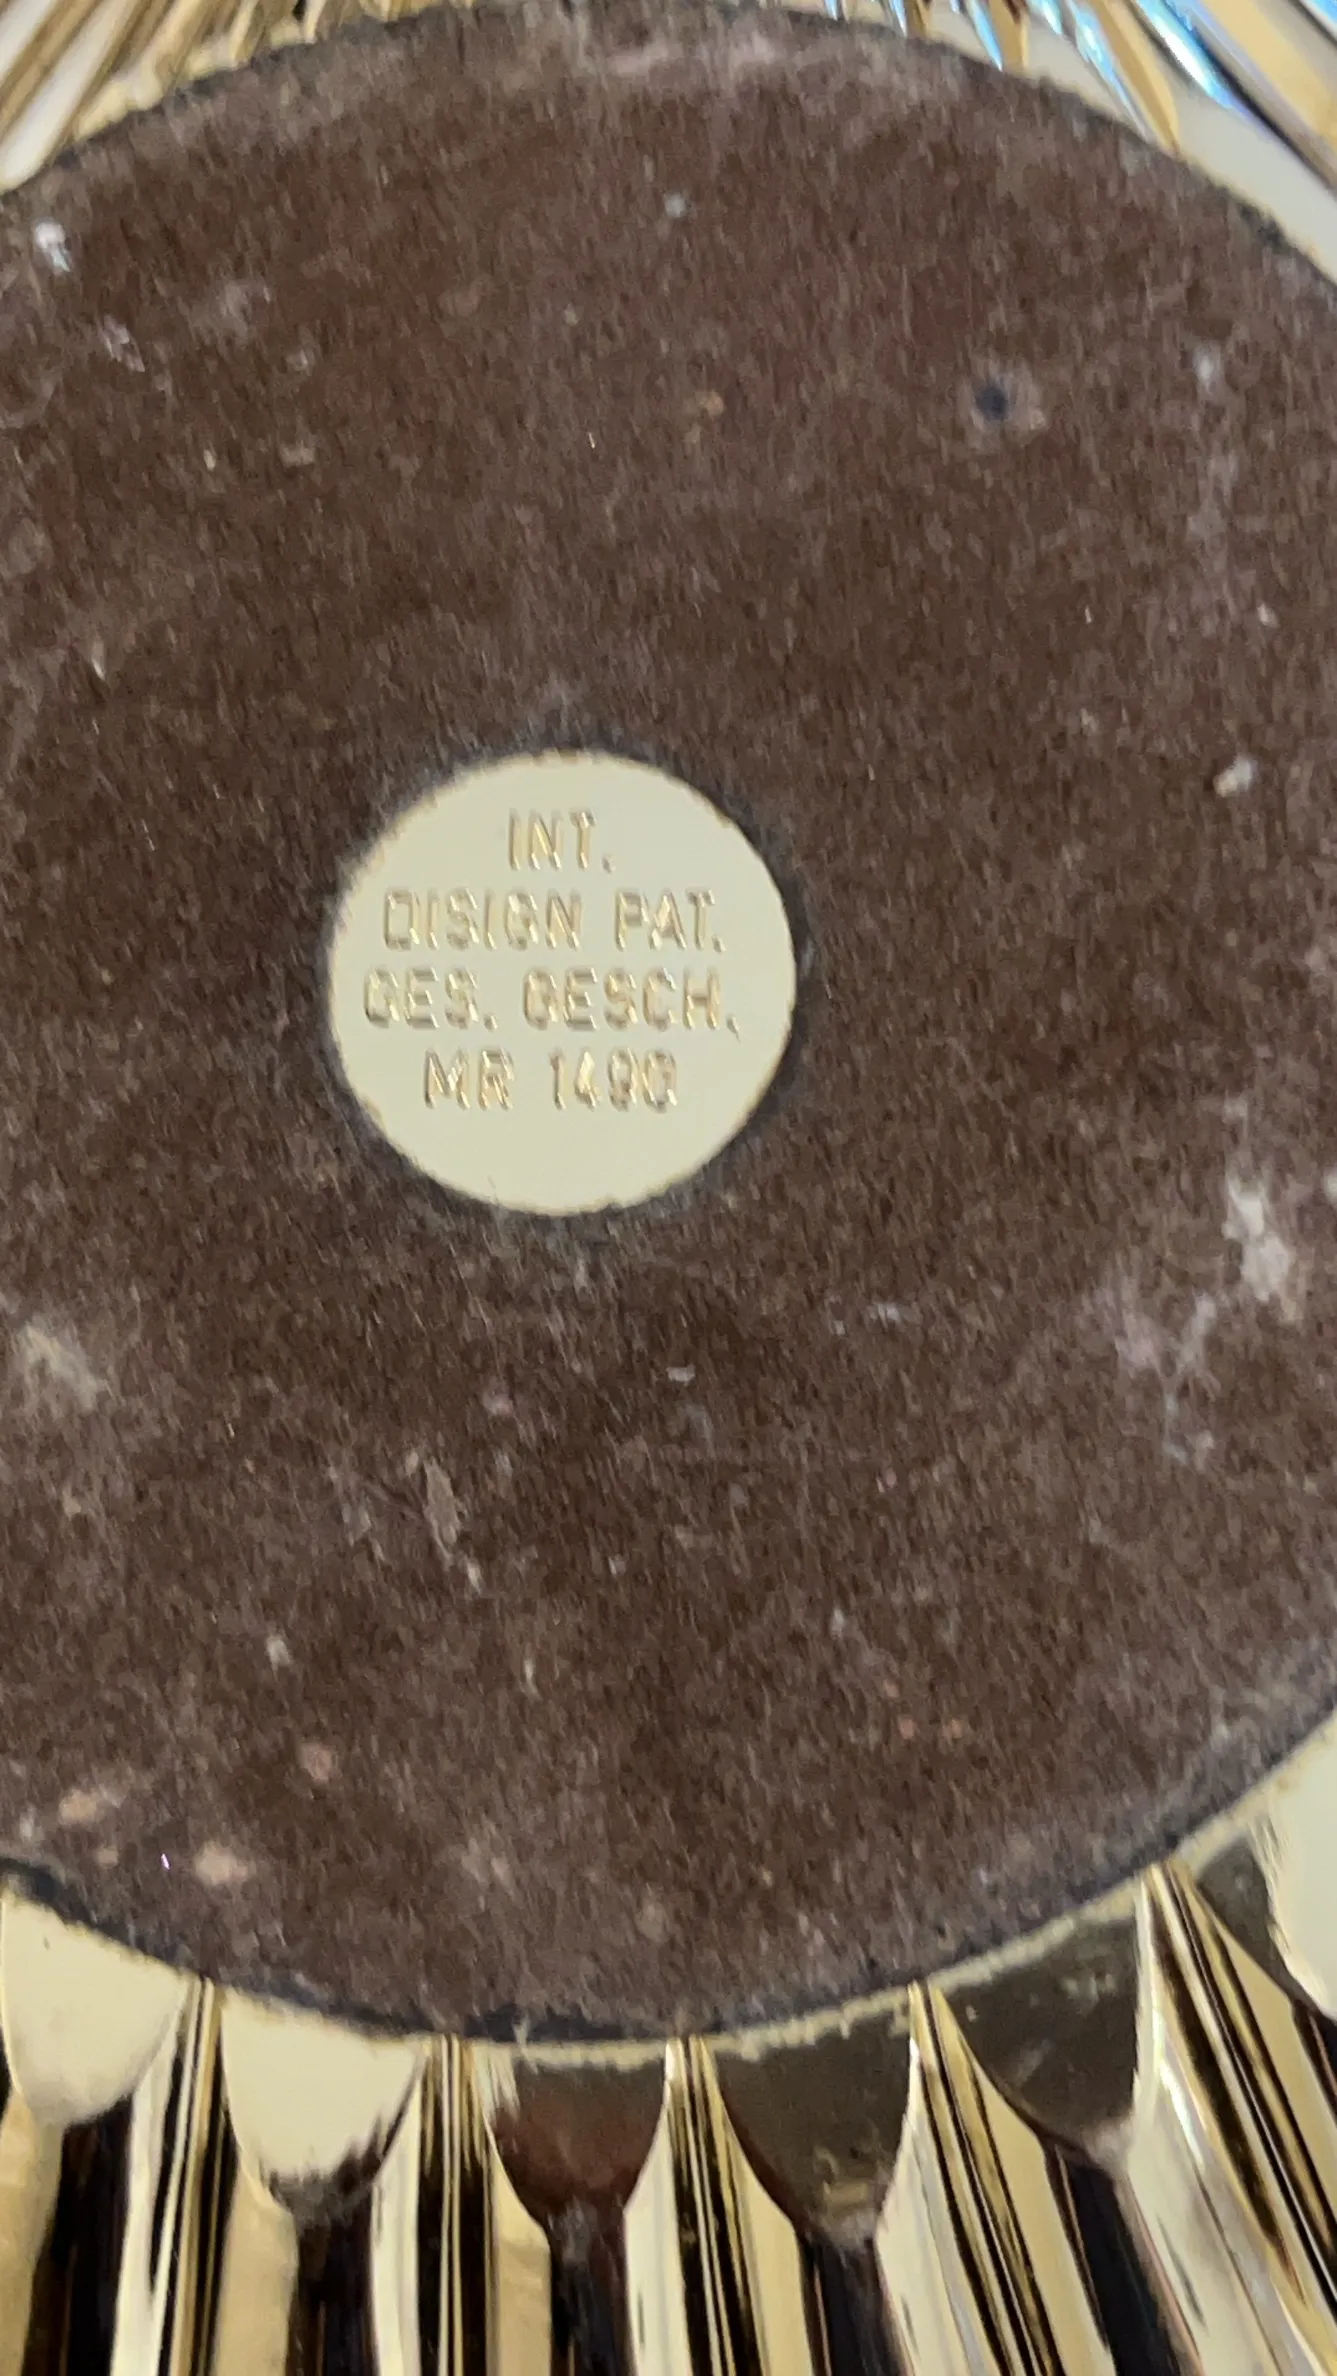 INT.
DISIGN PAT.
GES. GESCH.
MR 1490